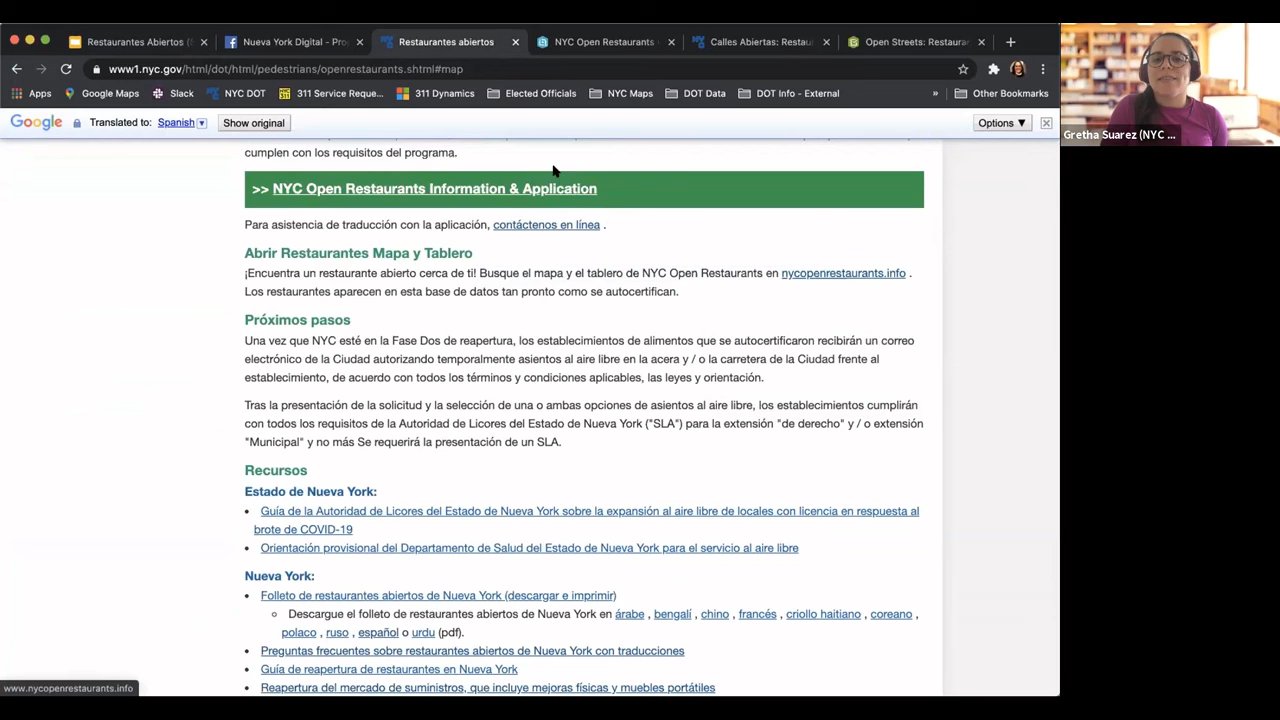 Restaurantes Abiertos (
Nueva York Digital - Pro
Restaurantes abiertos
NYC Open Restaurants
Calles Abiertas: Restau
Open Streets: Restaurar
www1.nyc.gov/html/dot/html/pedestrians/openrestaurants.shtml#map
Apps Google Maps Slack NYC DOT 311 Service Reque... 311 Dynamics Elected Officials NYC Maps DOT Data DOT Info - External » Other Bookmarks
Google Translated to: Spanish Show original Options ▼
Gretha Suarez (NYC ...
cumplen con los requisitos del programa.
>> NYC Open Restaurants Information & Application
Para asistencia de traducción con la aplicación, contáctenos en línea .
Abrir Restaurantes Mapa y Tablero
¡Encuentra un restaurante abierto cerca de ti! Busque el mapa y el tablero de NYC Open Restaurants en nycopenrestaurants.info .
Los restaurantes aparecen en esta base de datos tan pronto como se autocertifican.
Próximos pasos
Una vez que NYC esté en la Fase Dos de reapertura, los establecimientos de alimentos que se autocertificaron recibirán un correo
electrónico de la Ciudad autorizando temporalmente asientos al aire libre en la acera y / o la carretera de la Ciudad frente al
establecimiento, de acuerdo con todos los términos y condiciones aplicables, las leyes y orientación.
Tras la presentación de la solicitud y la selección de una o ambas opciones de asientos al aire libre, los establecimientos cumplirán
con todos los requisitos de la Autoridad de Licores del Estado de Nueva York ("SLA") para la extensión "de derecho" y / o extensión
"Municipal" y no más Se requerirá la presentación de un SLA.
Recursos
Estado de Nueva York:
• Guía de la Autoridad de Licores del Estado de Nueva York sobre la expansión al aire libre de locales con licencia en respuesta al
brote de COVID-19
• Orientación provisional del Departamento de Salud del Estado de Nueva York para el servicio al aire libre
Nueva York:
• Folleto de restaurantes abiertos de Nueva York (descargar e imprimir)
Descargue el folleto de restaurantes abiertos de Nueva York en árabe , bengalí , chino , francés , criollo haitiano , coreano ,
polaco , ruso , español o urdu (pdf).
• Preguntas frecuentes sobre restaurantes abiertos de Nueva York con traducciones
• Guía de reapertura de restaurantes en Nueva York
• Reapertura del mercado de suministros, que incluye mejoras físicas y muebles portátiles
www.nycopenrestaurants.info